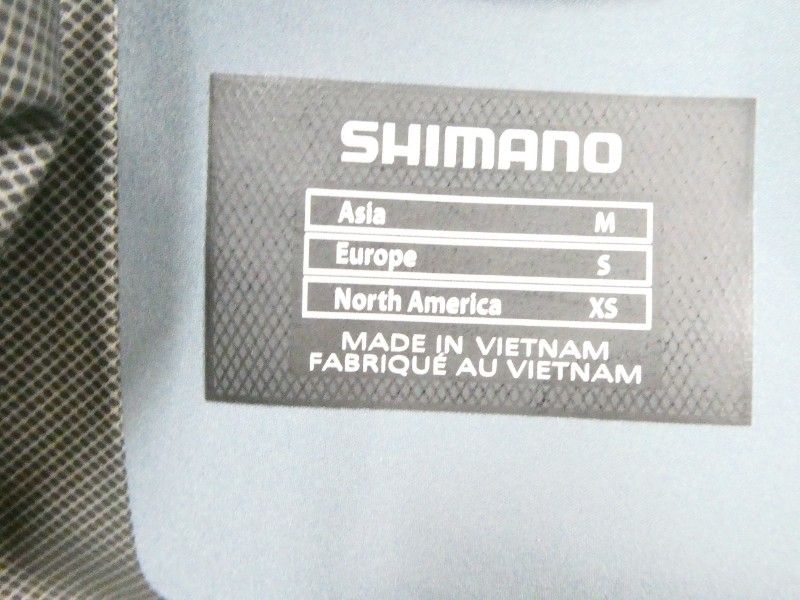 SHIMANO
Asia M
Europe S
North America XS
MADE IN VIETNAM
FABRIQUÉ AU VIETNAM